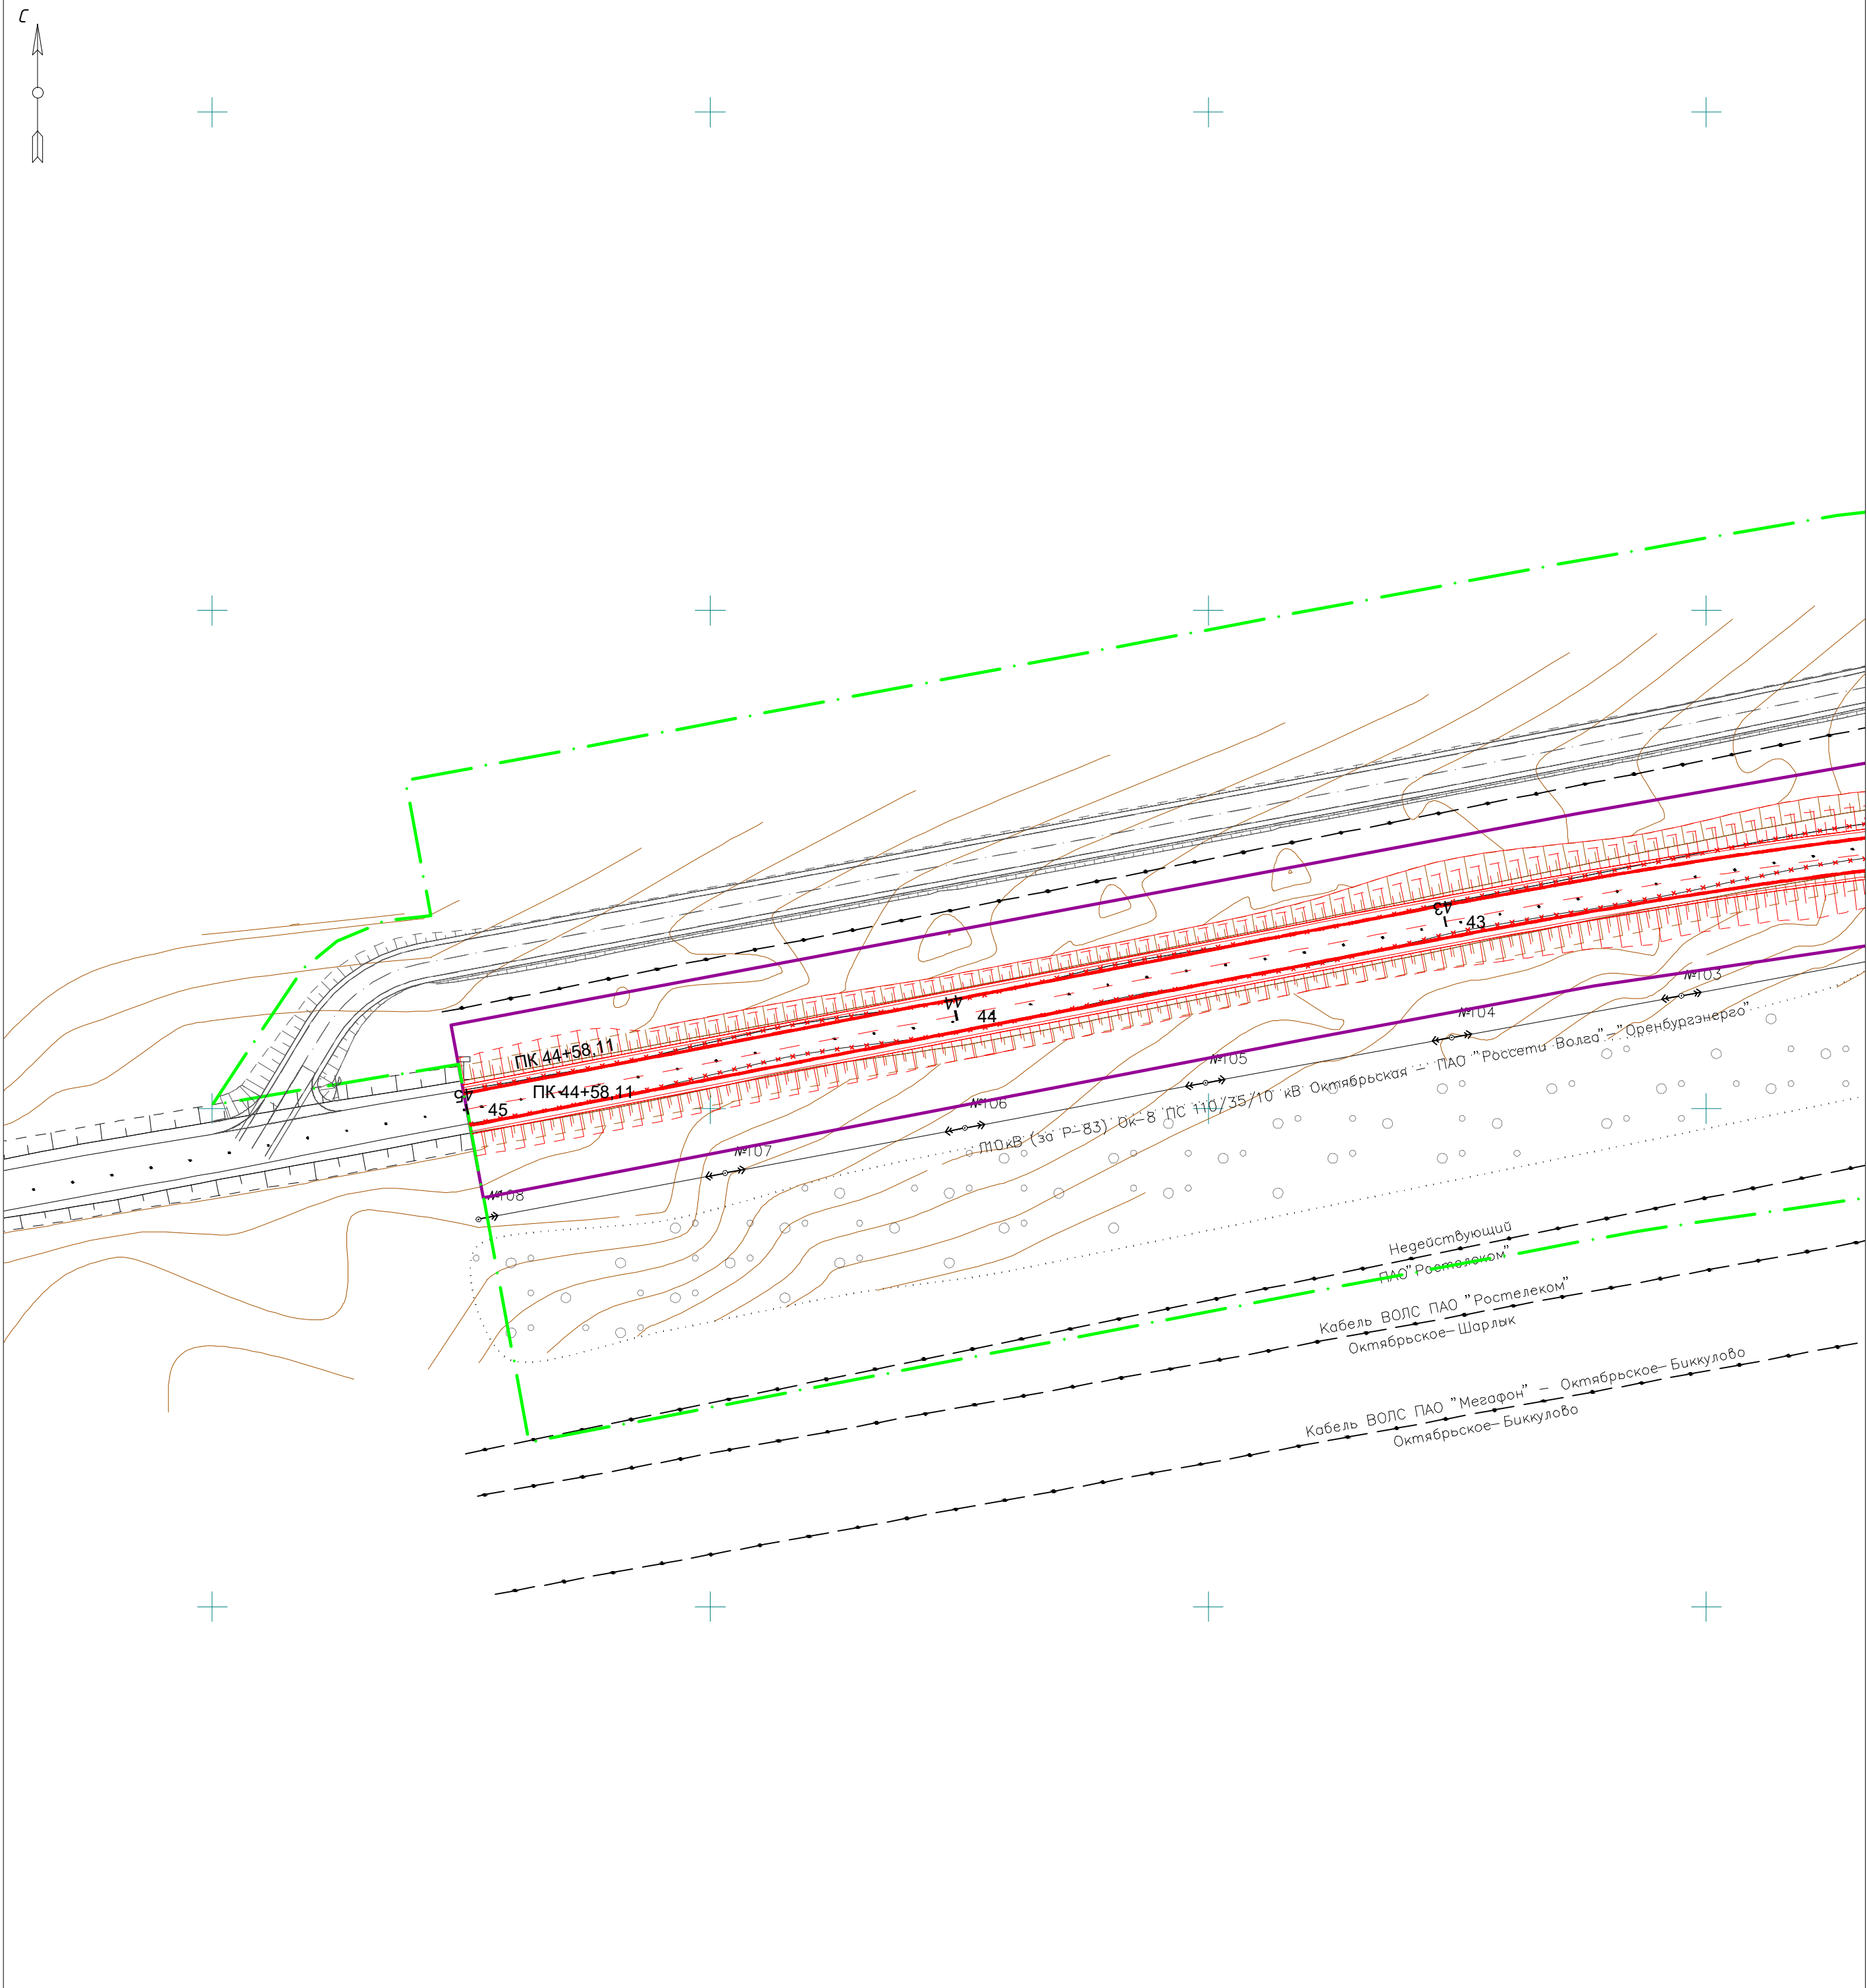 С
43
43
№103
44
44
№104
ПК 44+58.11
№105
ПК 44+58.11
45
45
№106
Л10кВ (за Р-83) Ок-8 ПС 110/35/10 кВ Октябрьская - ПАО "Россети Волга"-"Оренбургэнерго"
№107
№108
Недействующий
ПАО"Ростелеком"
Кабель ВОЛС ПАО "Ростелеком"
Октябрьское-Шарлык
Кабель ВОЛС ПАО "Мегафон" - Октябрьское-Биккулово
Октябрьское-Биккулово